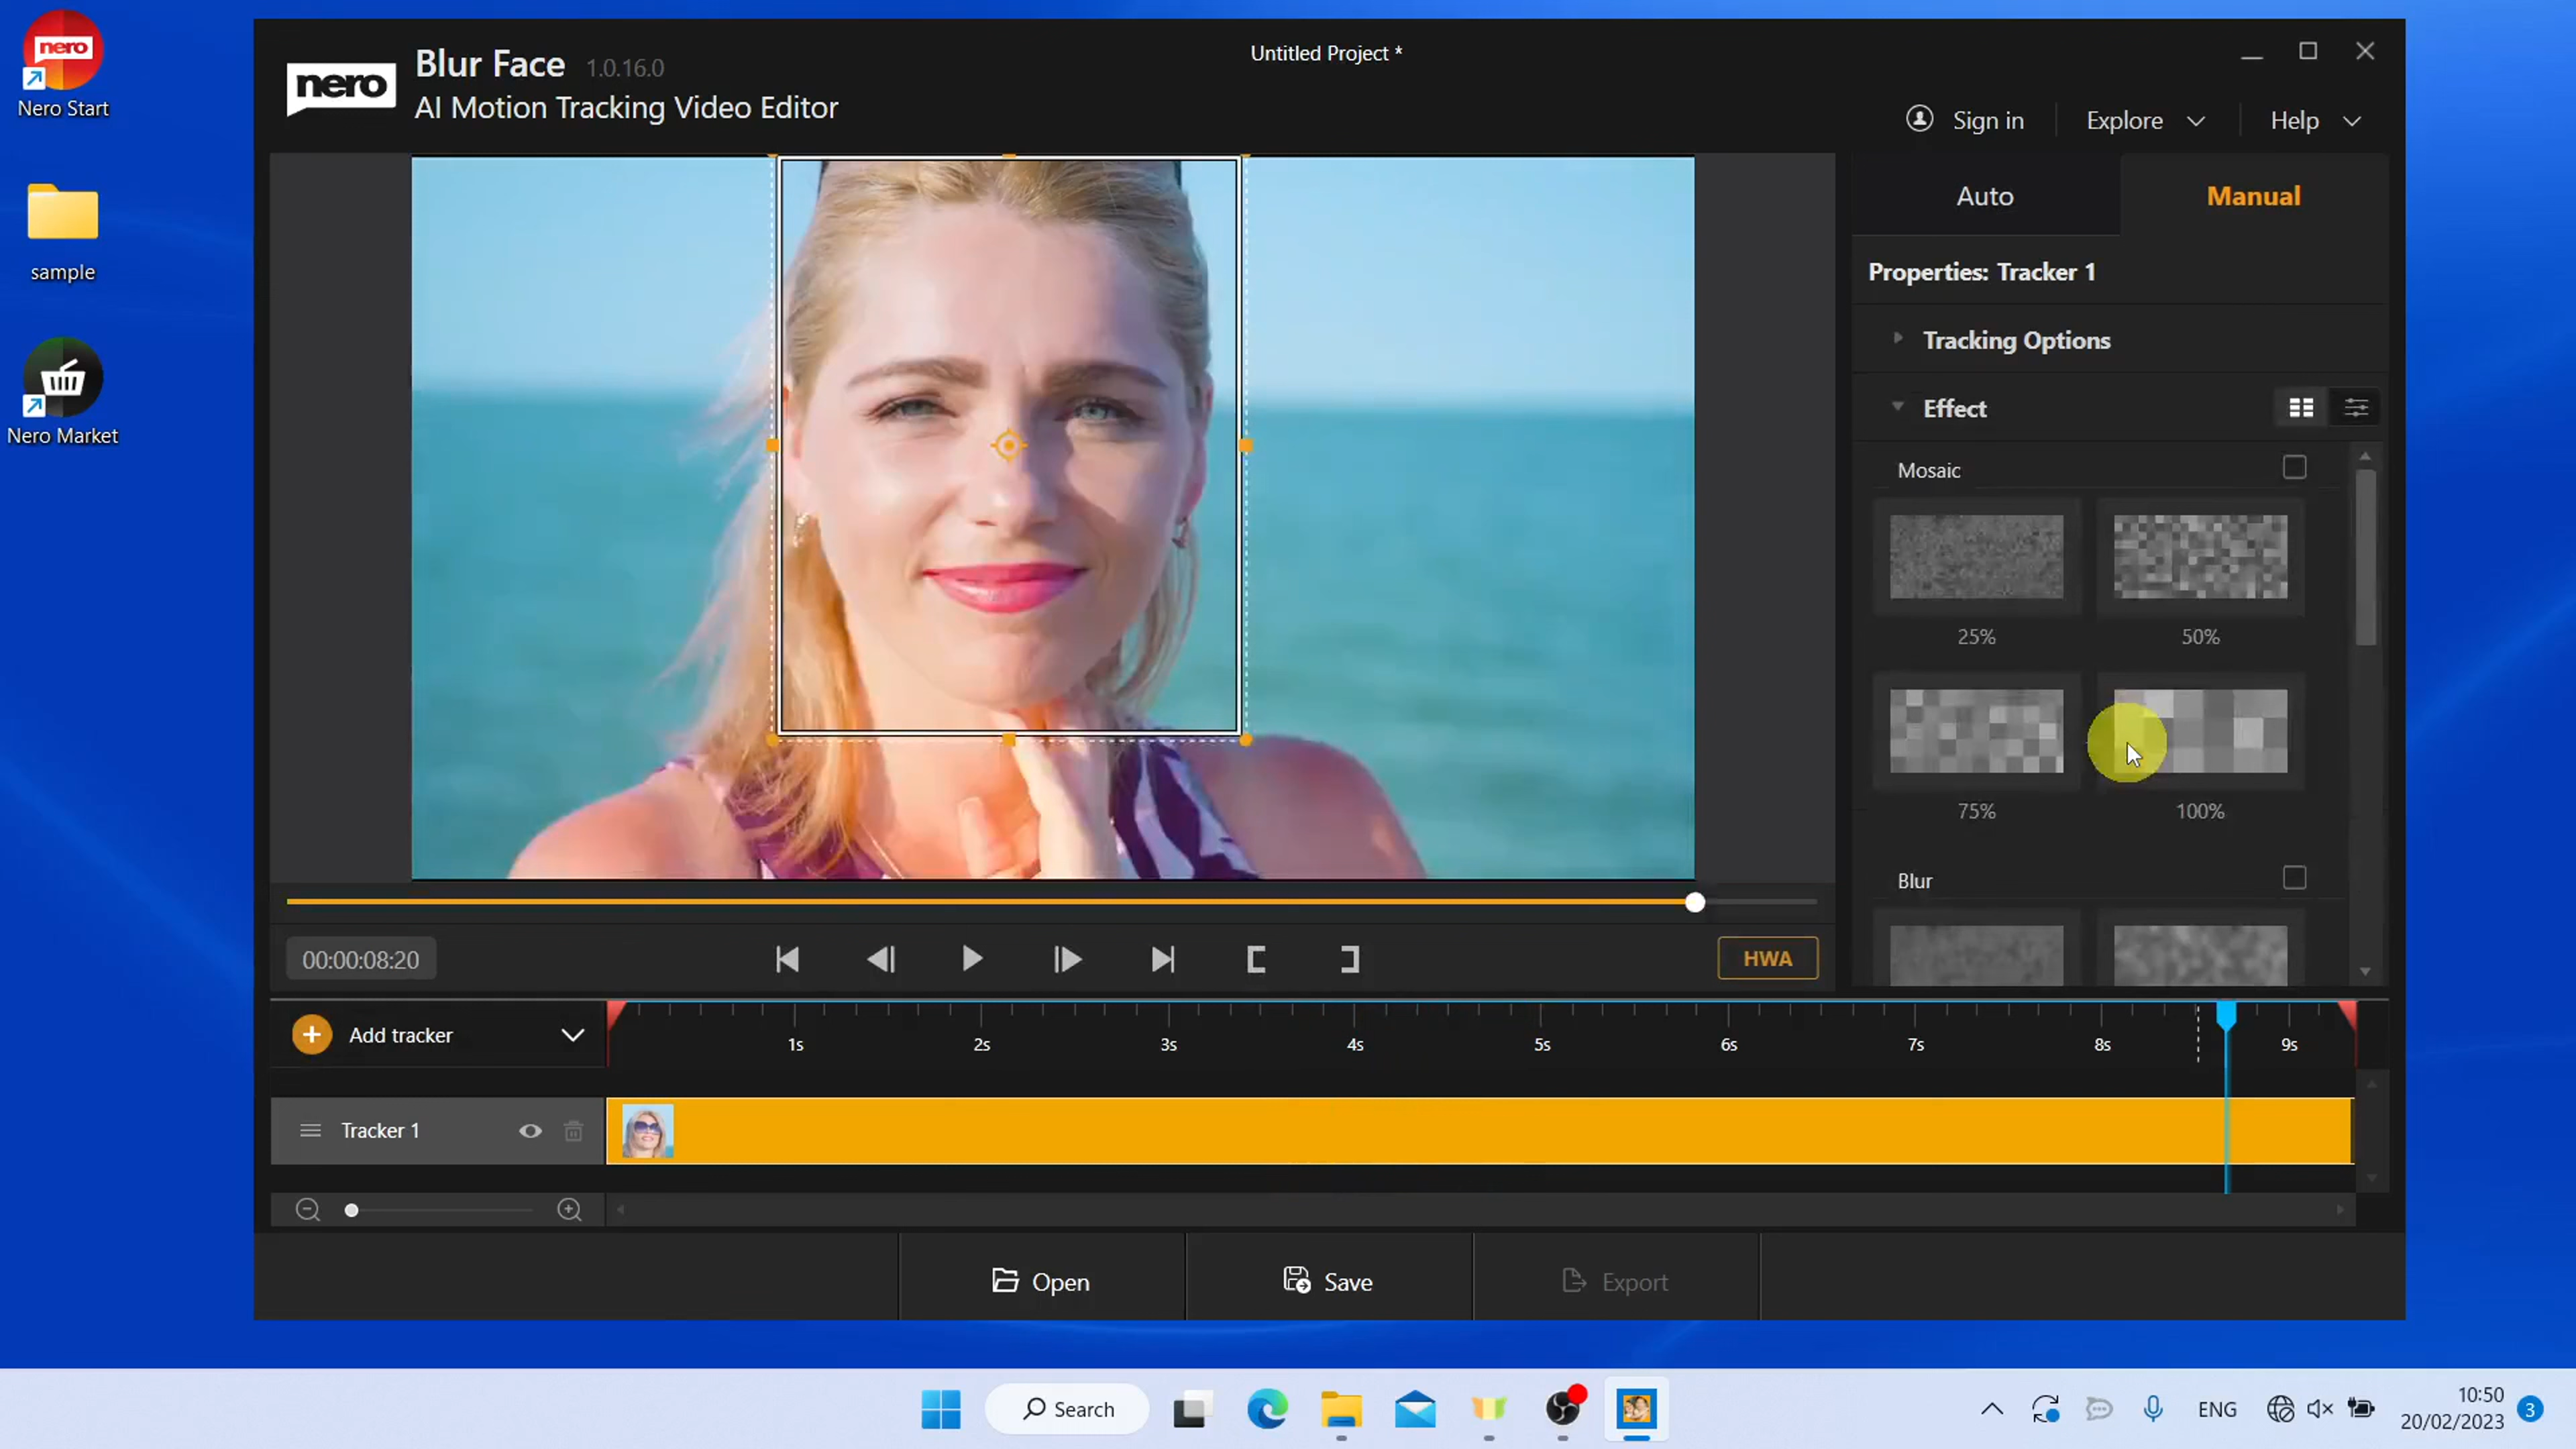 nero
Nero Start
sample
Nero Market
nero
Blur Face 1.0.16.0
AI Motion Tracking Video Editor
Untitled Project *
Sign in
Explore
Help
Auto
Manual
Properties: Tracker 1
Tracking Options
Effect
Mosaic
25%
50%
75%
100%
Blur
00:00:08:20
HWA
Add tracker
1s
2s
3s
4s
5s
6s
7s
8s
9s
Tracker 1
Open
Save
Export
Search
ENG
10:50
20/02/2023
3